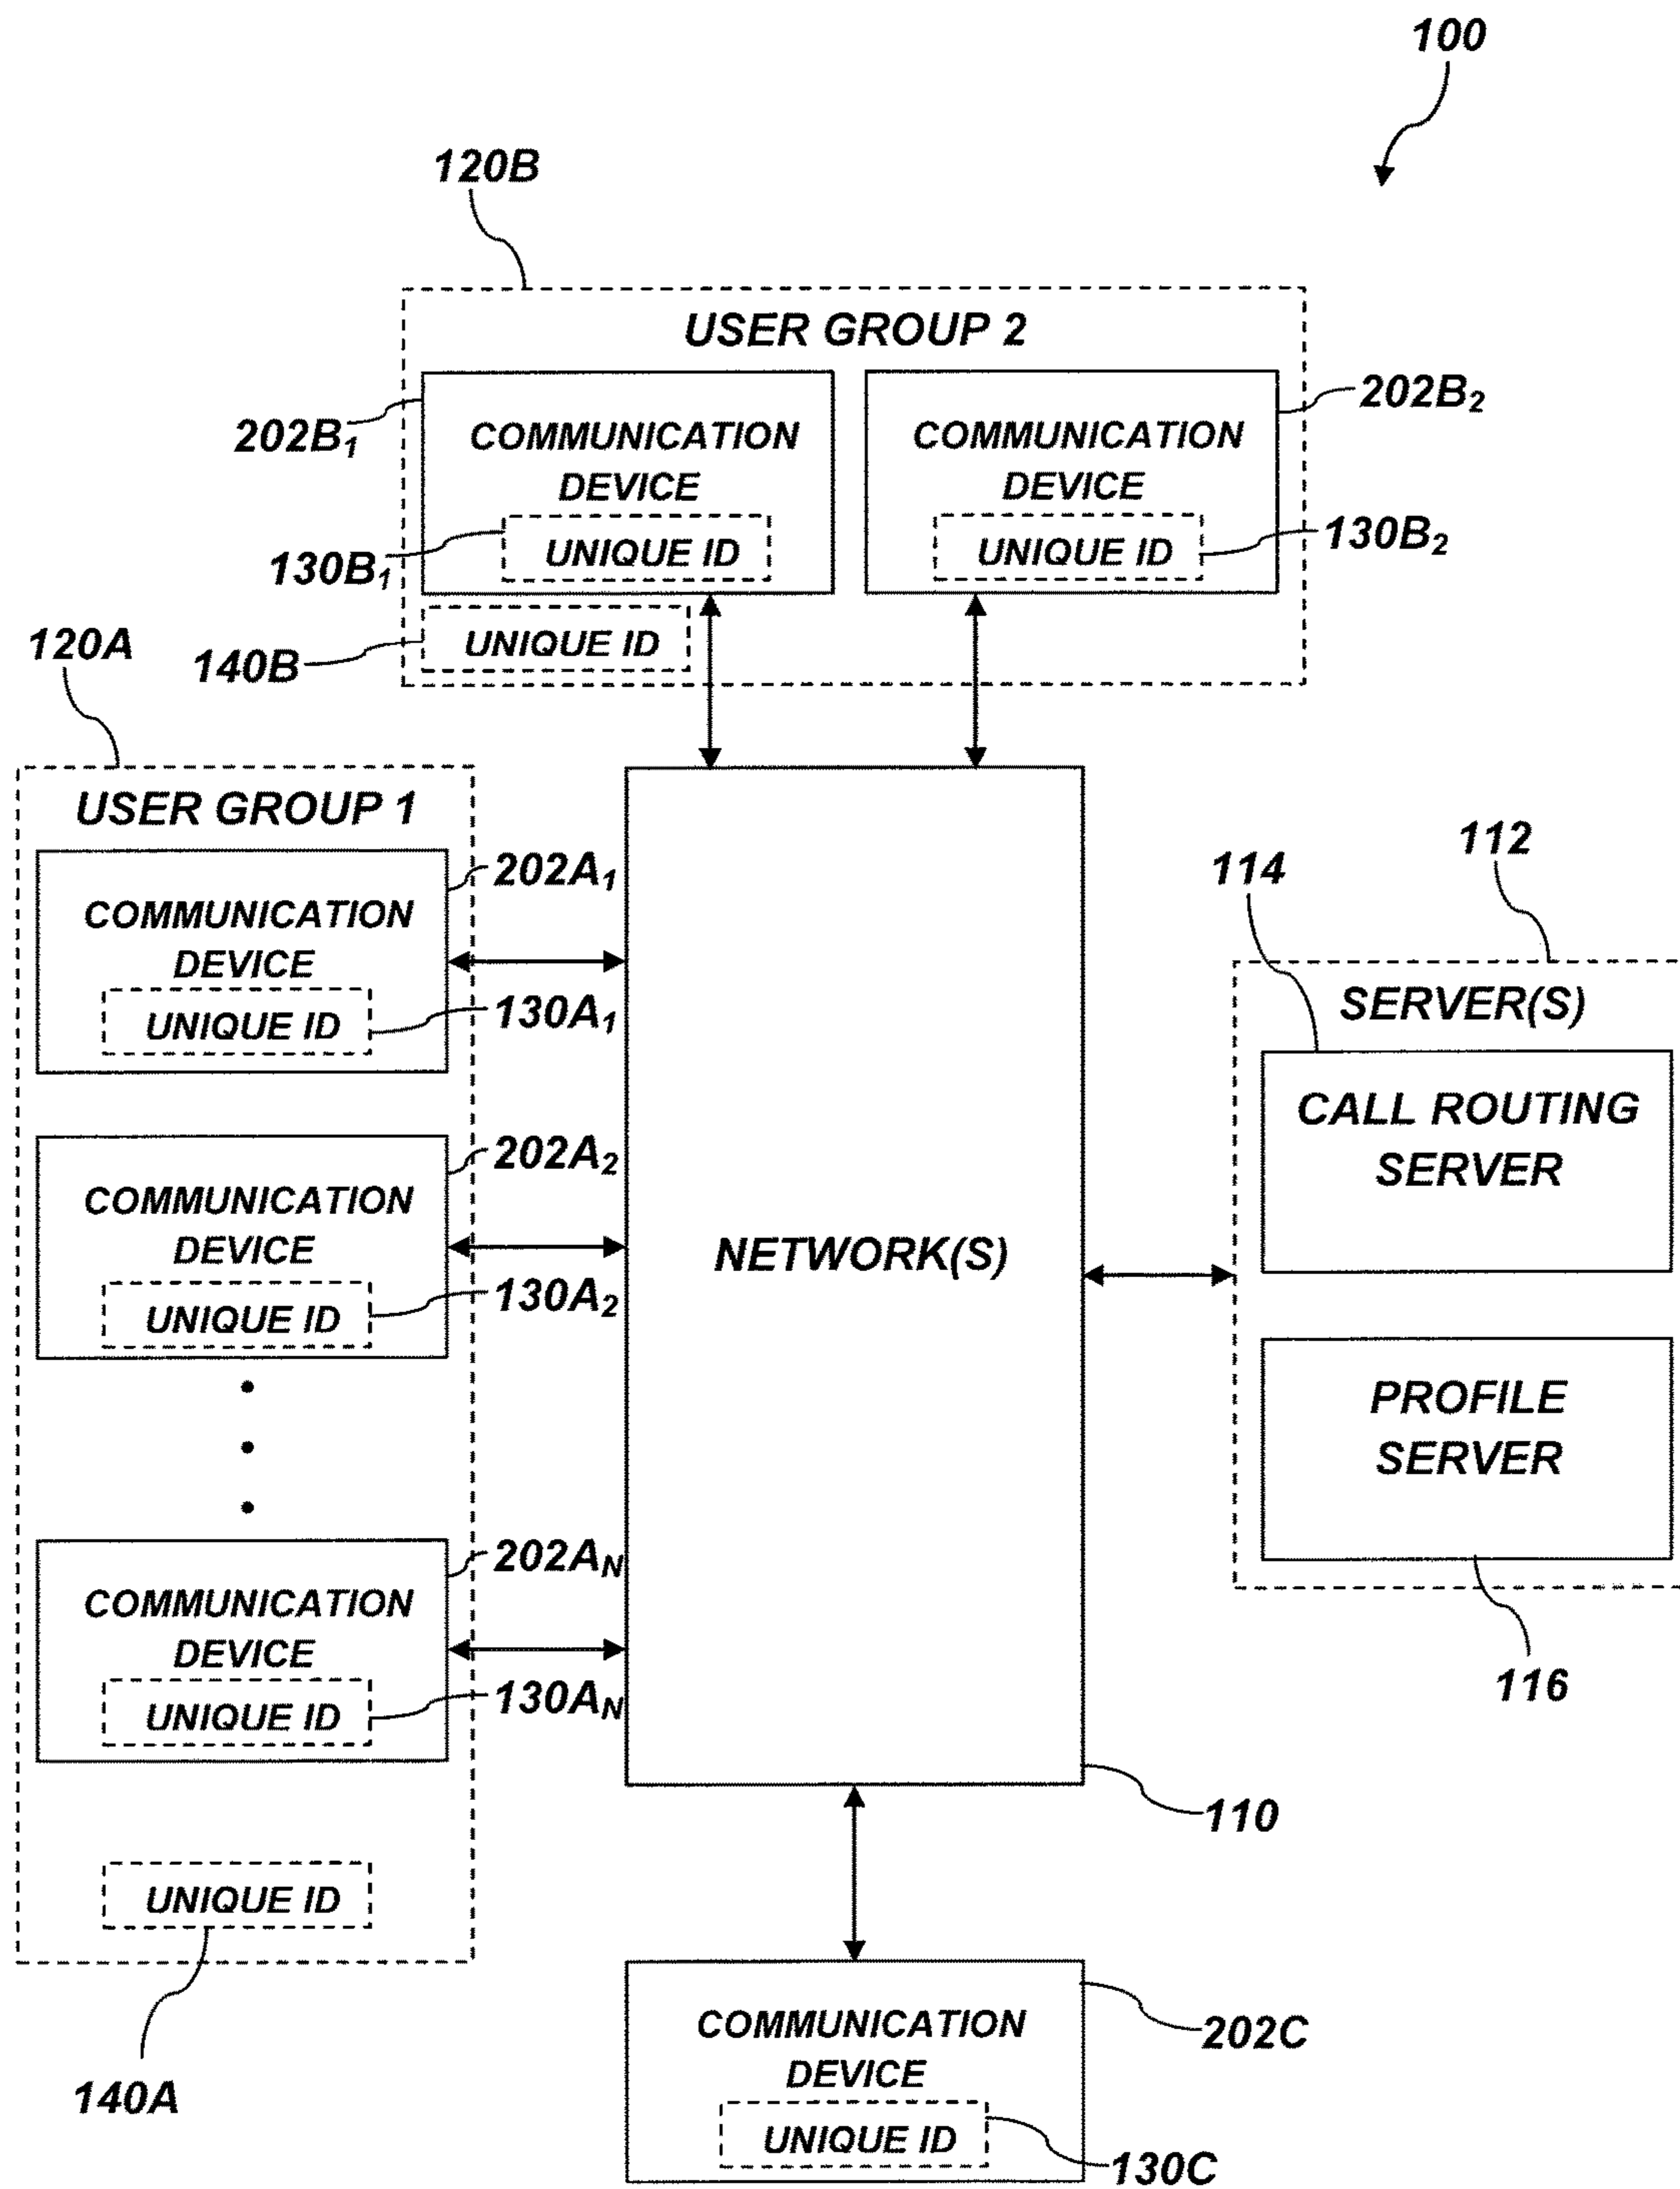 100
120B
USER GROUP 2
202B₁
COMMUNICATION
DEVICE
UNIQUE ID
130B₁
202B₂
COMMUNICATION
DEVICE
UNIQUE ID
130B₂
140B
UNIQUE ID
120A
USER GROUP 1
202A₁
COMMUNICATION
DEVICE
UNIQUE ID
130A₁
202A₂
COMMUNICATION
DEVICE
UNIQUE ID
130A₂
202Aₙ
COMMUNICATION
DEVICE
UNIQUE ID
130Aₙ
UNIQUE ID
140A
NETWORK(S)
110
112
114
SERVER(S)
CALL ROUTING
SERVER
PROFILE
SERVER
116
COMMUNICATION
DEVICE
UNIQUE ID
202C
130C